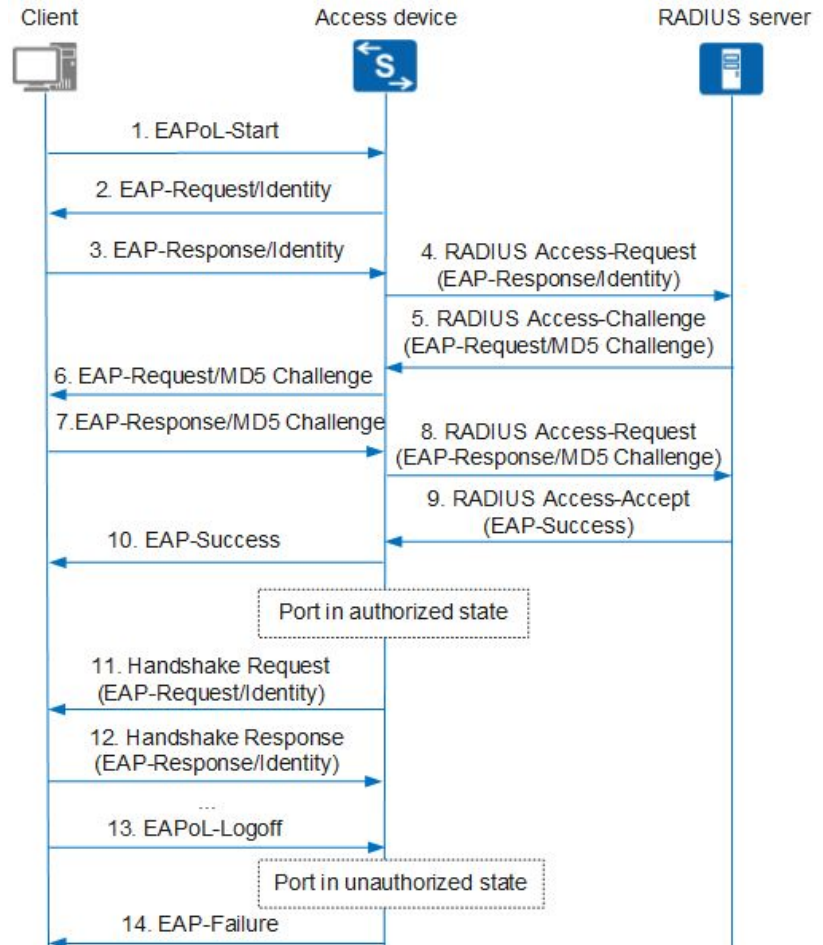 Client
Access device
RADIUS server
S
1. EAPoL-Start
2. EAP-Request/Identity
3. EAP-Response/Identity
4. RADIUS Access-Request
(EAP-Response/Identity)
5. RADIUS Access-Challenge
(EAP-Request/MD5 Challenge)
6. EAP-Request/MD5 Challenge
7.EAP-Response/MD5 Challenge
8. RADIUS Access-Request
(EAP-Response/MD5 Challenge)
9. RADIUS Access-Accept
(EAP-Success)
10. EAP-Success
Port in authorized state
11. Handshake Request
(EAP-Request/Identity)
12. Handshake Response
(EAP-Response/Identity)
...
13. EAPoL-Logoff
Port in unauthorized state
14. EAP-Failure